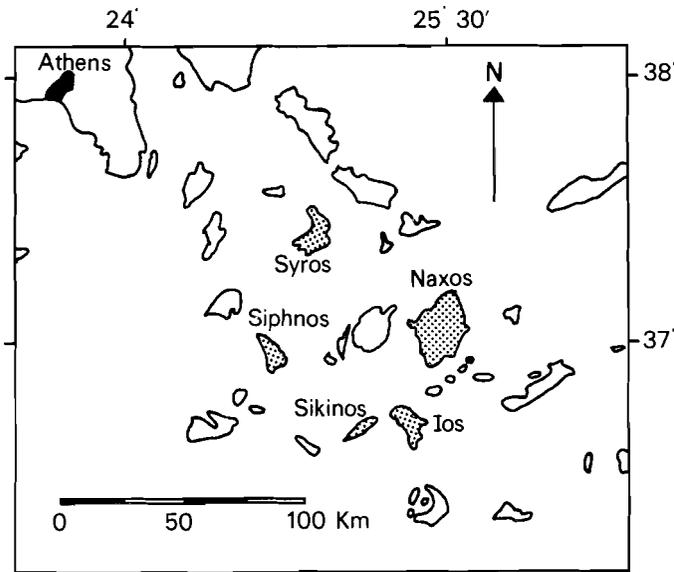 24' 25' 30'
Athens
N
38'
Syros
Naxos
Siphnos
37'
Sikinos
Ios
0 50 100 Km